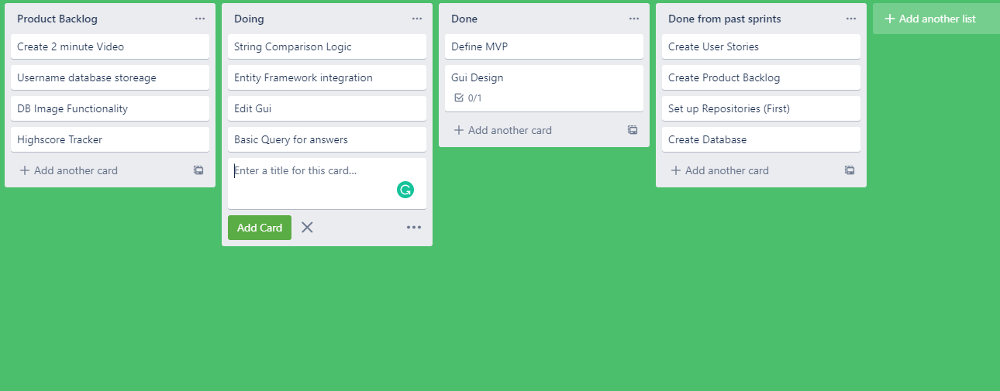 Product Backlog
Create 2 minute Video
Username database storeage
DB Image Functionality
Highscore Tracker
Add another card
Doing
String Comparison Logic
Entity Framework integration
Edit Gui
Basic Query for answers
Enter a title for this card...
Add Card
Done
Define MVP
Gui Design
0/1
Add another card
Done from past sprints
Create User Stories
Create Product Backlog
Set up Repositories (First)
Create Database
Add another card
Add another list